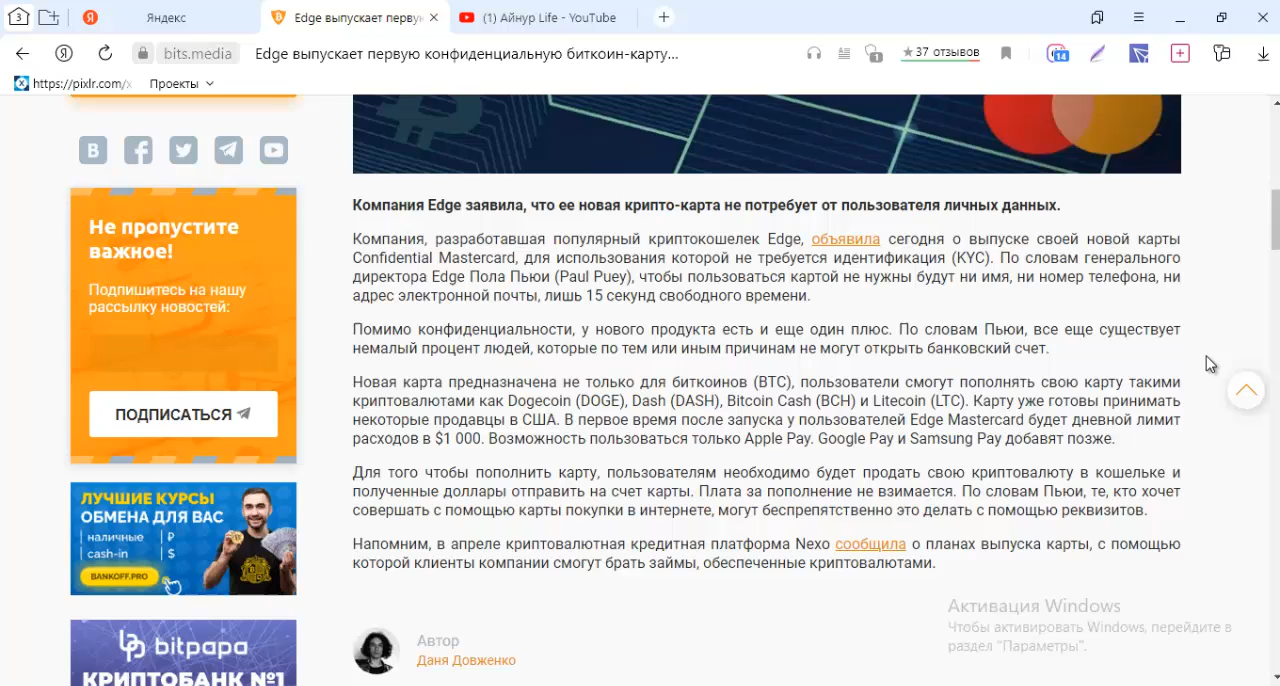 3
Яндекс
Edge выпускает перву
(1) Айнур Life - YouTube
bits.media
Edge выпускает первую конфиденциальную биткоин-карту...
1
★ 37 отзывов
14
https://pixlr.com/x
Проекты
Не пропустите
важное!
Подпишитесь на нашу
рассылку новостей:
ПОДПИСАТЬСЯ
ЛУЧШИЕ КУРСЫ
ОБМЕНА ДЛЯ ВАС
наличные ₽
cash-in $
BANKOFF.PRO
bitpapa
КРИПТОБАНК №1
Компания Edge заявила, что ее новая крипто-карта не потребует от пользователя личных данных.
Компания, разработавшая популярный криптокошелек Edge, объявила сегодня о выпуске своей новой карты
Confidential Mastercard, для использования которой не требуется идентификация (KYC). По словам генерального
директора Edge Пола Пьюи (Paul Puey), чтобы пользоваться картой не нужны будут ни имя, ни номер телефона, ни
адрес электронной почты, лишь 15 секунд свободного времени.
Помимо конфиденциальности, у нового продукта есть и еще один плюс. По словам Пьюи, все еще существует
немалый процент людей, которые по тем или иным причинам не могут открыть банковский счет.
Новая карта предназначена не только для биткоинов (BTC), пользователи смогут пополнять свою карту такими
криптовалютами как Dogecoin (DOGE), Dash (DASH), Bitcoin Cash (BCH) и Litecoin (LTC). Карту уже готовы принимать
некоторые продавцы в США. В первое время после запуска у пользователей Edge Mastercard будет дневной лимит
расходов в $1 000. Возможность пользоваться только Apple Pay. Google Pay и Samsung Pay добавят позже.
Для того чтобы пополнить карту, пользователям необходимо будет продать свою криптовалюту в кошельке и
полученные доллары отправить на счет карты. Плата за пополнение не взимается. По словам Пьюи, те, кто хочет
совершать с помощью карты покупки в интернете, могут беспрепятственно это делать с помощью реквизитов.
Напомним, в апреле криптовалютная кредитная платформа Nexo сообщила о планах выпуска карты, с помощью
которой клиенты компании смогут брать займы, обеспеченные криптовалютами.
Автор
Даня Довженко
Активация Windows
Чтобы активировать Windows, перейдите в
раздел "Параметры".